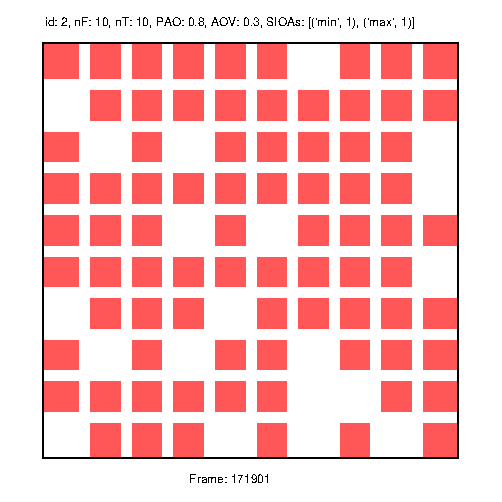 id: 2, nF: 10, nT: 10, PAO: 0.8, AOV: 0.3, SIOAs: [('min', 1), ('max', 1)]
Frame: 171901